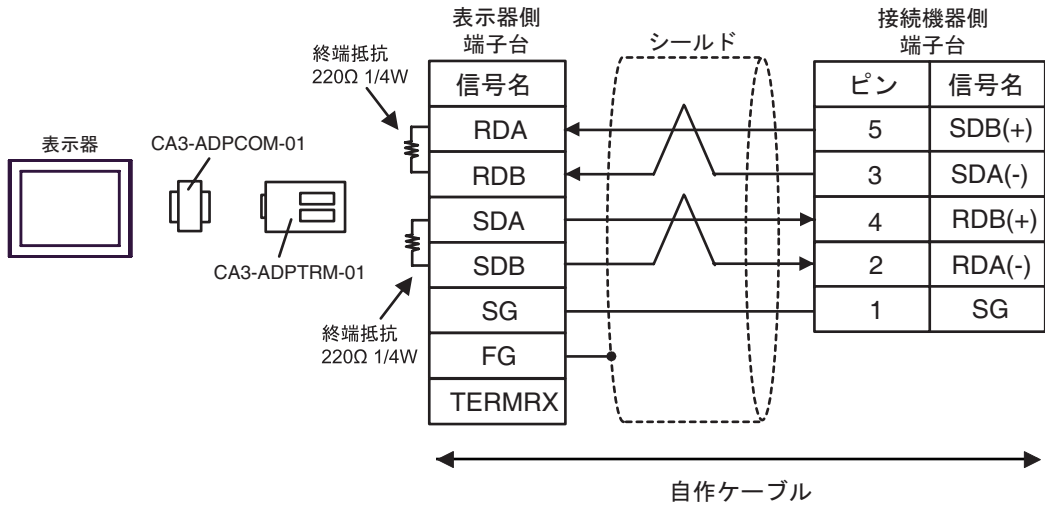 表示器側
端子台
シールド
接続機器側
端子台
終端抵抗
220Ω 1/4W
信号名
ピン
信号名
RDA
5
SDB(+)
表示器
CA3-ADPCOM-01
RDB
3
SDA(-)
SDA
4
RDB(+)
CA3-ADPTRM-01
SDB
2
RDA(-)
SG
1
SG
終端抵抗
220Ω 1/4W
FG
TERMRX
自作ケーブル